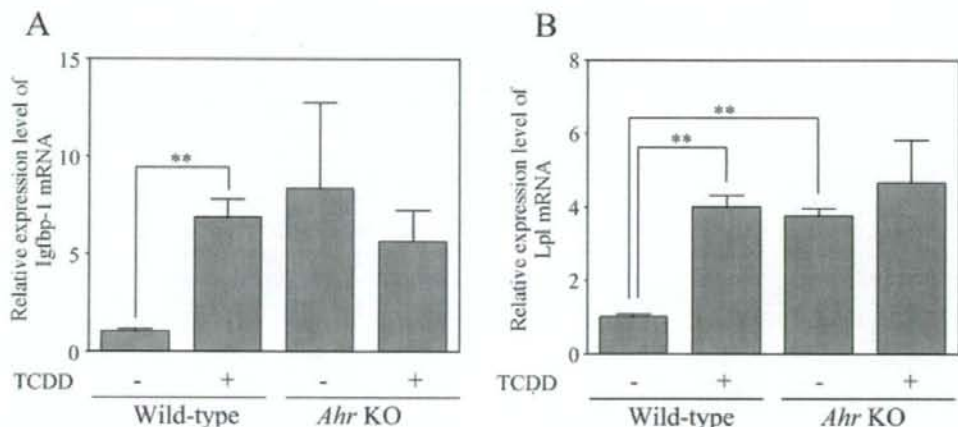 A
Relative expression level of
Igfbp-1 mRNA
15
10
5
0
**
TCDD - + - +
Wild-type Ahr KO
B
Relative expression level of
Lpl mRNA
8
6
4
2
0
**
**
TCDD - + - +
Wild-type Ahr KO